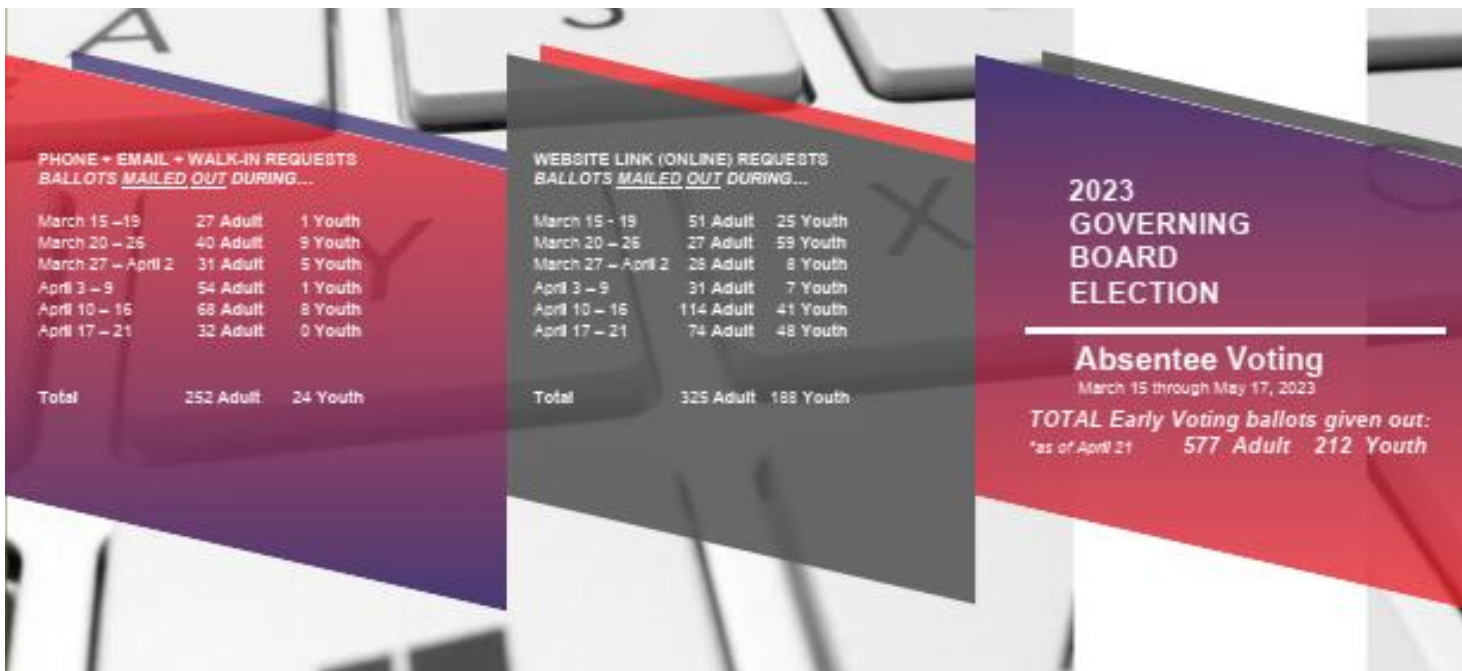 PHONE + EMAIL + WALK-IN REQUESTS
BALLOTS MAILED OUT DURING...
March 15 –19 27 Adult 1 Youth
March 20 – 26 40 Adult 9 Youth
March 27 – April 2 31 Adult 5 Youth
April 3 – 9 54 Adult 1 Youth
April 10 – 16 68 Adult 8 Youth
April 17 – 21 32 Adult 0 Youth
Total 252 Adult 24 Youth
WEBSITE LINK (ONLINE) REQUESTS
BALLOTS MAILED OUT DURING...
March 15 - 19 51 Adult 25 Youth
March 20 – 26 27 Adult 59 Youth
March 27 – April 2 28 Adult 8 Youth
April 3 – 9 31 Adult 7 Youth
April 10 – 16 114 Adult 41 Youth
April 17 – 21 74 Adult 48 Youth
Total 325 Adult 188 Youth
2023
GOVERNING
BOARD
ELECTION
Absentee Voting
March 15 through May 17, 2023
TOTAL Early Voting ballots given out:
*as of April 21 577 Adult 212 Youth
A
S
Y
X